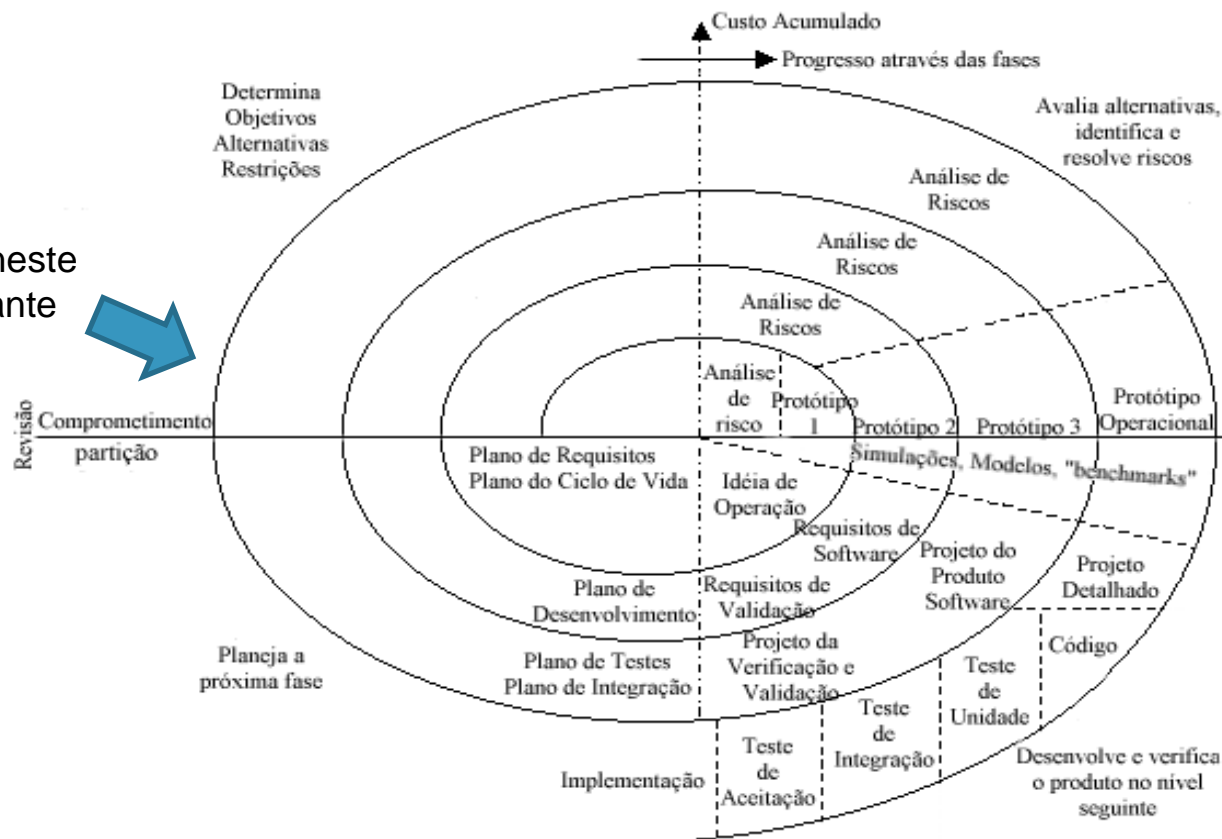 Custo Acumulado
Progresso através das fases
Determina
Objetivos
Alternativas
Restrições
Avalia alternativas,
identifica e
resolve riscos
Análise de
Riscos
Análise de
Riscos
Análise de
Riscos
neste
ante
Análise
de
risco
Protótipo
1
Protótipo 2
Protótipo 3
Protótipo
Operacional
Revisão
Comprometimento
partição
Plano de Requisitos
Plano do Ciclo de Vida
Simulações, Modelos, "benchmarks"
Idéia de
Operação
Requisitos de
Software
Projeto do
Produto
Software
Projeto
Detalhado
Plano de
Desenvolvimento
Requisitos de
Validação
Código
Planeja a
próxima fase
Plano de Testes
Plano de Integração
Projeto da
Verificação e
Validação
Teste
de
Unidade
Teste
de
Integração
Teste
de
Aceitação
Implementação
Desenvolve e verifica
o produto no nível
seguinte